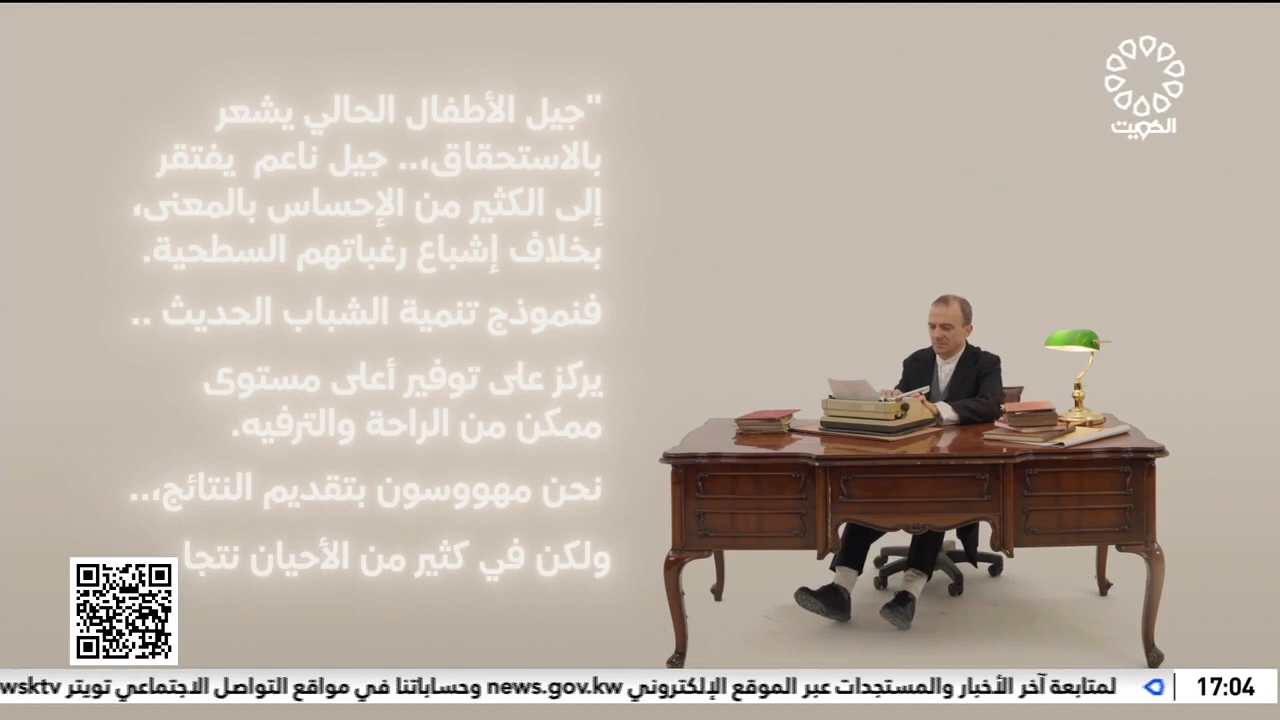 الكويت
"جيل الأطفال الحالي يشعر
بالاستحقاق،.. جيل ناعم يفتقر
إلى الكثير من الإحساس بالمعنى،
بخلاف إشباع رغباتهم السطحية.
فنموذج تنمية الشباب الحديث ..
يركز على توفير أعلى مستوى
ممكن من الراحة والترفيه.
نحن مهووسون بتقديم النتائج،..
ولكن في كثير من الأحيان نتجا
17:04 لمتابعة آخر الأخبار والمستجدات عبر الموقع الإلكتروني news.gov.kw وحساباتنا في مواقع التواصل الاجتماعي تويتر wsktv